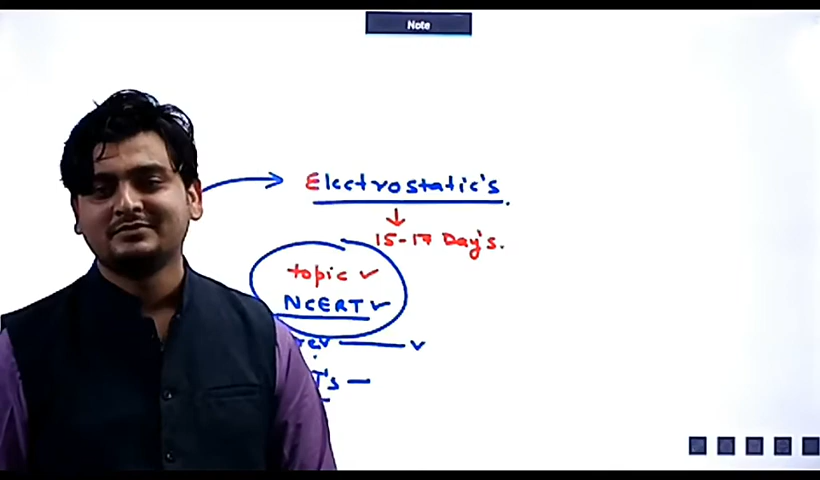 Note
Electrostatic's.
15-17 Day's.
topic
NCERT